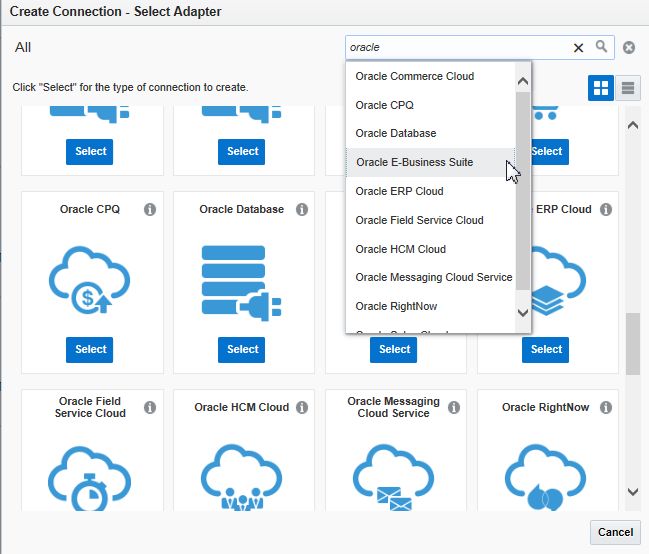 Create Connection - Select Adapter
All
oracle
Click "Select" for the type of connection to create.
Oracle Commerce Cloud
Oracle CPQ
Oracle Database
Oracle E-Business Suite
Oracle ERP Cloud
Oracle Field Service Cloud
Oracle HCM Cloud
Oracle Messaging Cloud Service
Oracle RightNow
Select
Select
Select
Oracle CPQ
Oracle Database
ERP Cloud
$
Select
Select
Select
Select
Oracle Field
Service Cloud
Oracle HCM Cloud
Oracle Messaging
Cloud Service
Oracle RightNow
Cancel